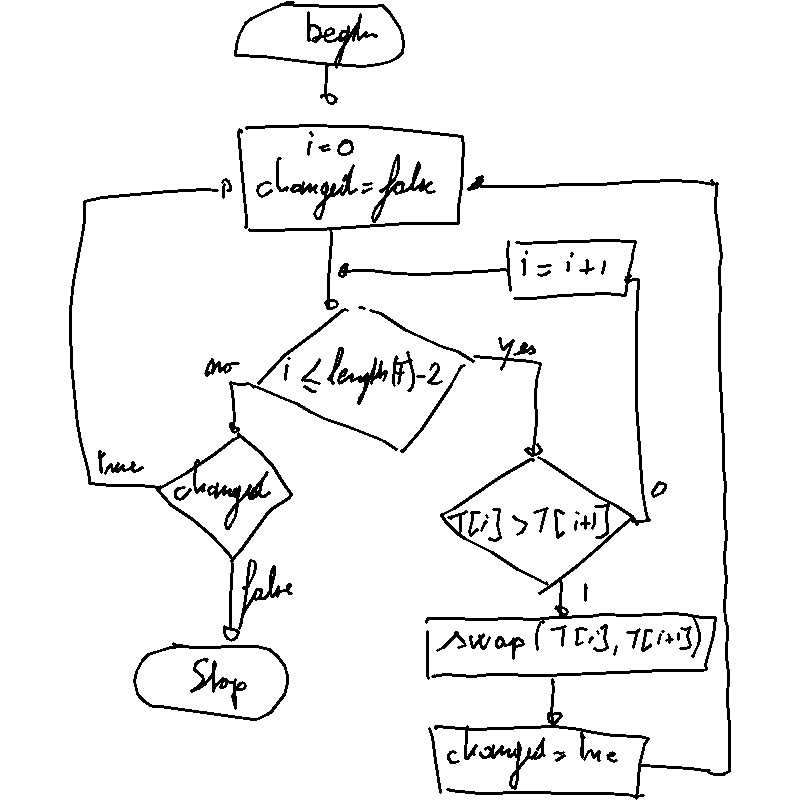 begin
i=0
changed=false
i=i+1
i ≤ length(T)-2
yes
no
true
changed
T[i]>T[i+1]
0
1
false
swap(T[i],T[i+1])
Stop
changed=true